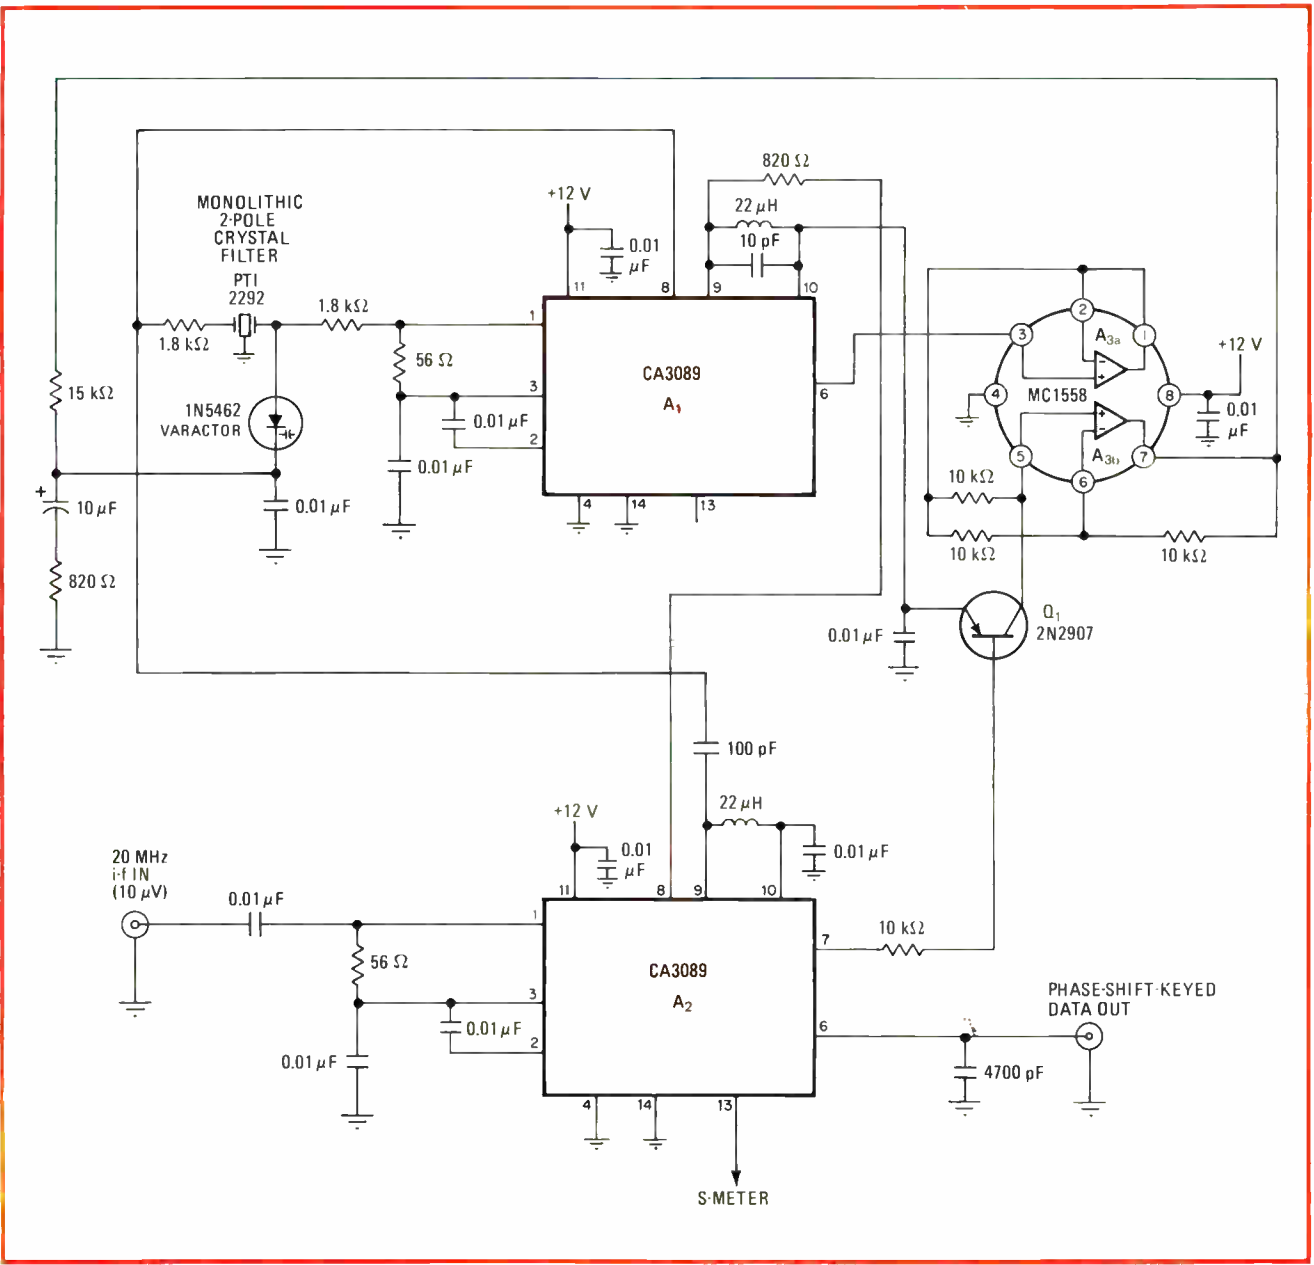 820 Ω
+12 V
22 µH
10 pF
0.01
µF
MONOLITHIC
2-POLE
CRYSTAL
FILTER
PTI
2292
1.8 kΩ
1.8 kΩ
11
8
9
10
1
3
2
6
4
14
13
CA3089
A1
56 Ω
0.01 µF
0.01 µF
15 kΩ
1N5462
VARACTOR
+
10 µF
0.01 µF
820 Ω
2
3
1
A3a
-
+
+12 V
4
MC1558
8
0.01
µF
+
-
5
A3b
7
6
10 kΩ
10 kΩ
10 kΩ
0.01 µF
Q1
2N2907
100 pF
22 µH
+12 V
0.01
µF
0.01 µF
20 MHz
i-f IN
(10 µV)
0.01 µF
11
8
9
10
1
7
10 kΩ
56 Ω
CA3089
A2
3
0.01 µF
2
6
PHASE-SHIFT-KEYED
DATA OUT
0.01 µF
4700 pF
4
14
13
S-METER